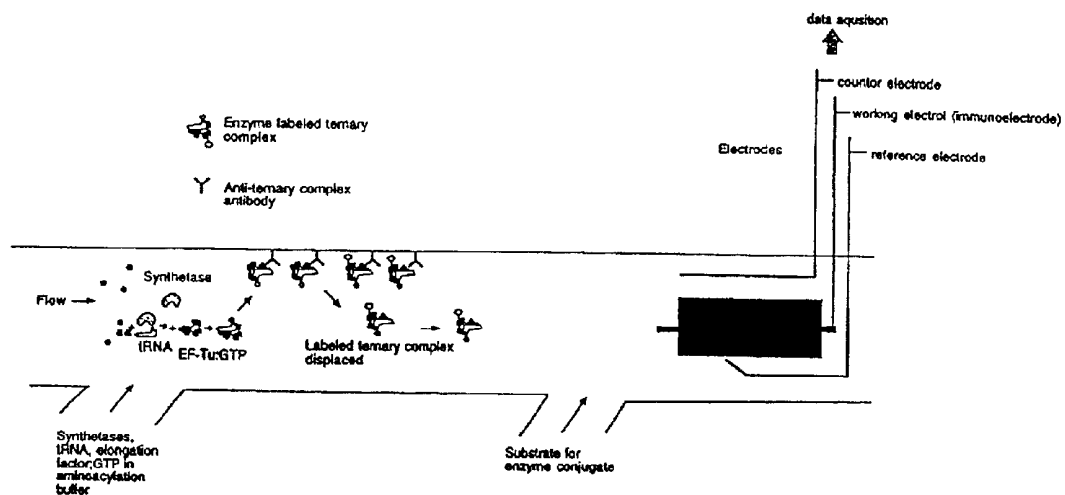 data aqusition
countor electrode
worlong electrol (immunoelectrode)
Electrodes
reference electrode
Enzyme labeled ternary
complex
Anti-ternary complex
antibody
Synthetase
Flow
tRNA
EF-Tu:GTP
Labeled ternary complex
displaced
Synthetases,
tRNA, elongation
factor;GTP in
aminoacylation
buffer
Substrate for
enzyme conjugate